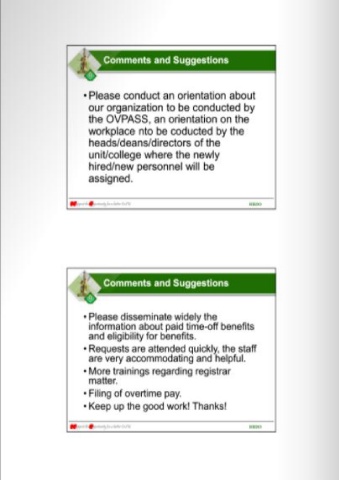 Comments and Suggestions
• Please conduct an orientation about
our organization to be conducted by
the OVPASS, an orientation on the
workplace nto be coducted by the
heads/deans/directors of the
unit/college where the newly
hired/new personnel will be
assigned.
Comments and Suggestions
• Please disseminate widely the
information about paid time-off benefits
and eligibility for benefits.
• Requests are attended quickly, the staff
are very accommodating and helpful.
• More trainings regarding registrar
matter.
• Filing of overtime pay.
• Keep up the good work! Thanks!